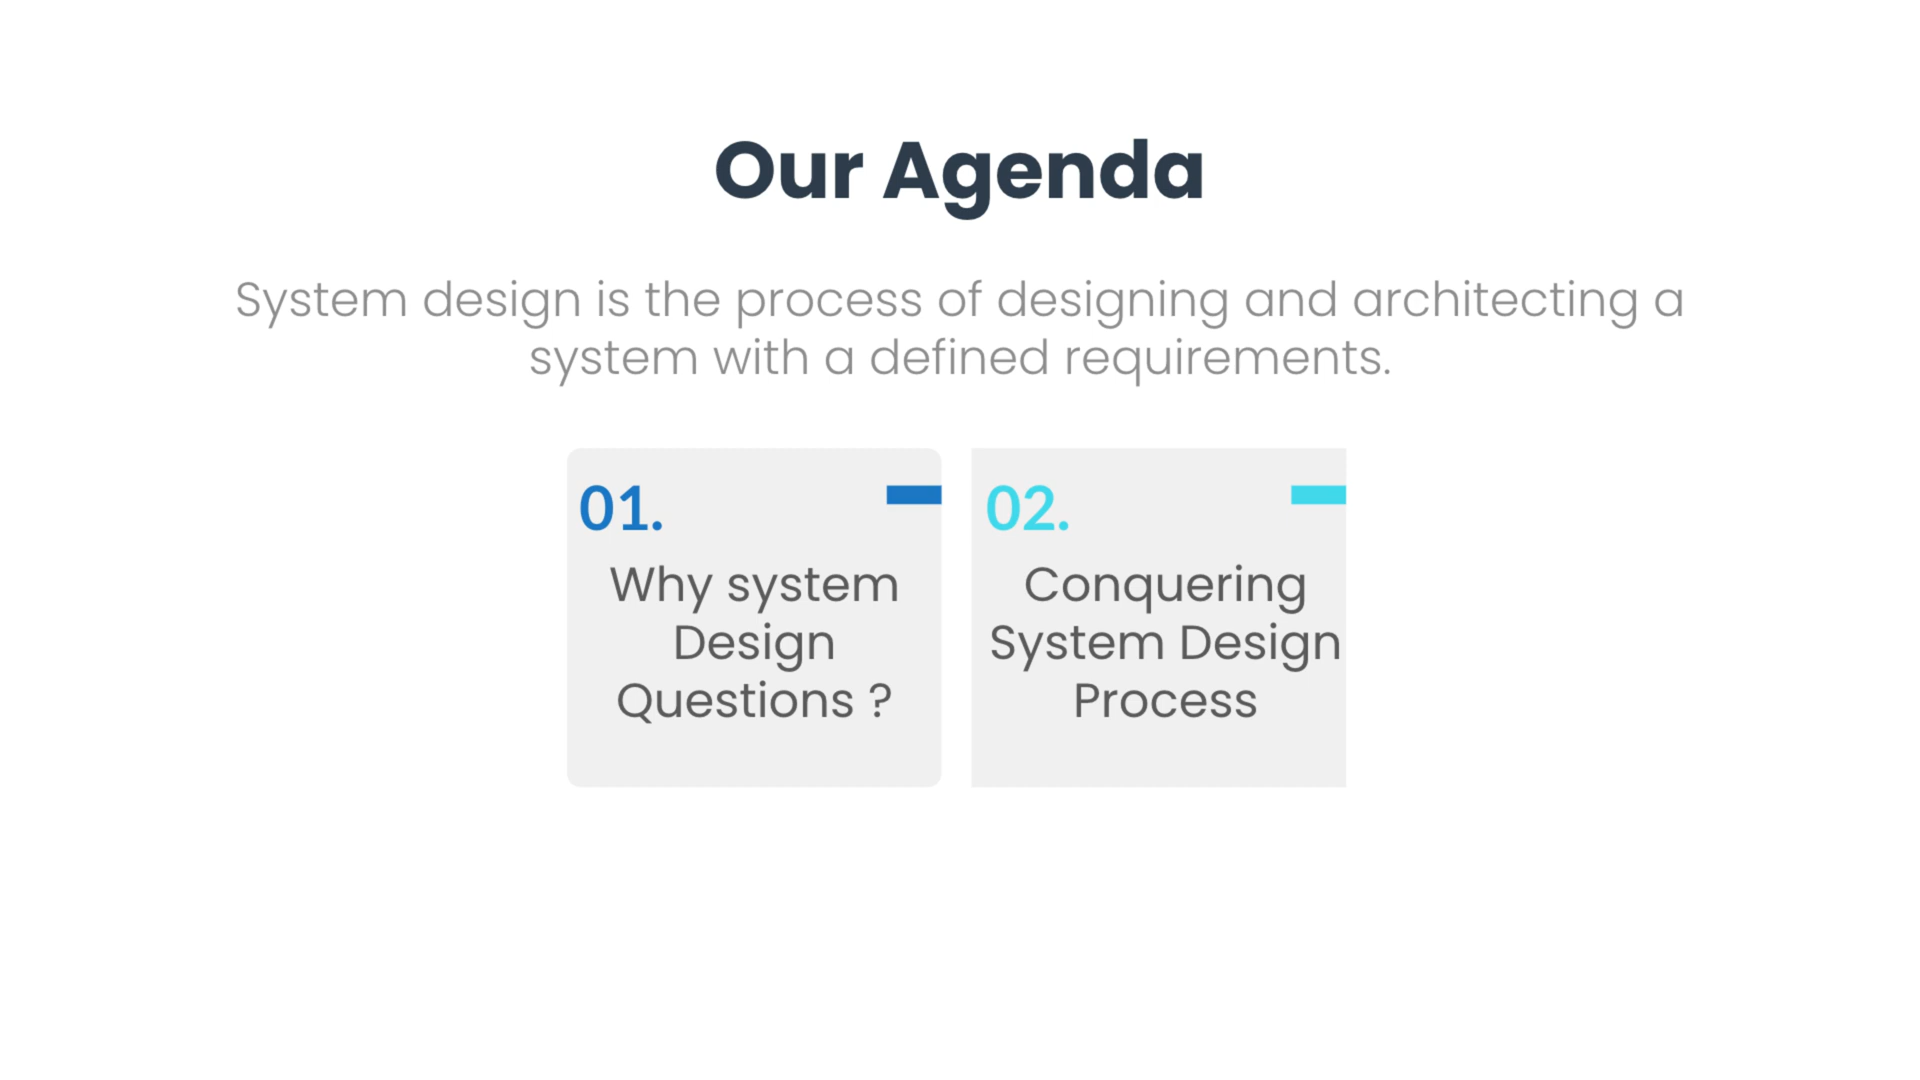 Our Agenda
System design is the process of designing and architecting a
system with a defined requirements.
01.
Why system
Design
Questions ?
02.
Conquering
System Design
Process